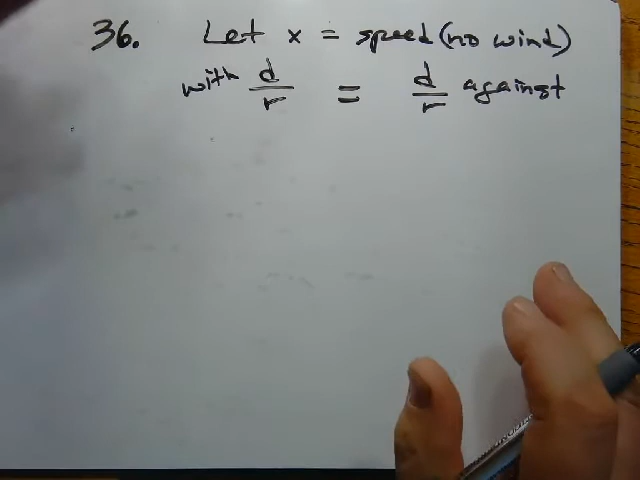 36. Let x = speed (no wind)
with d/r = d/r against